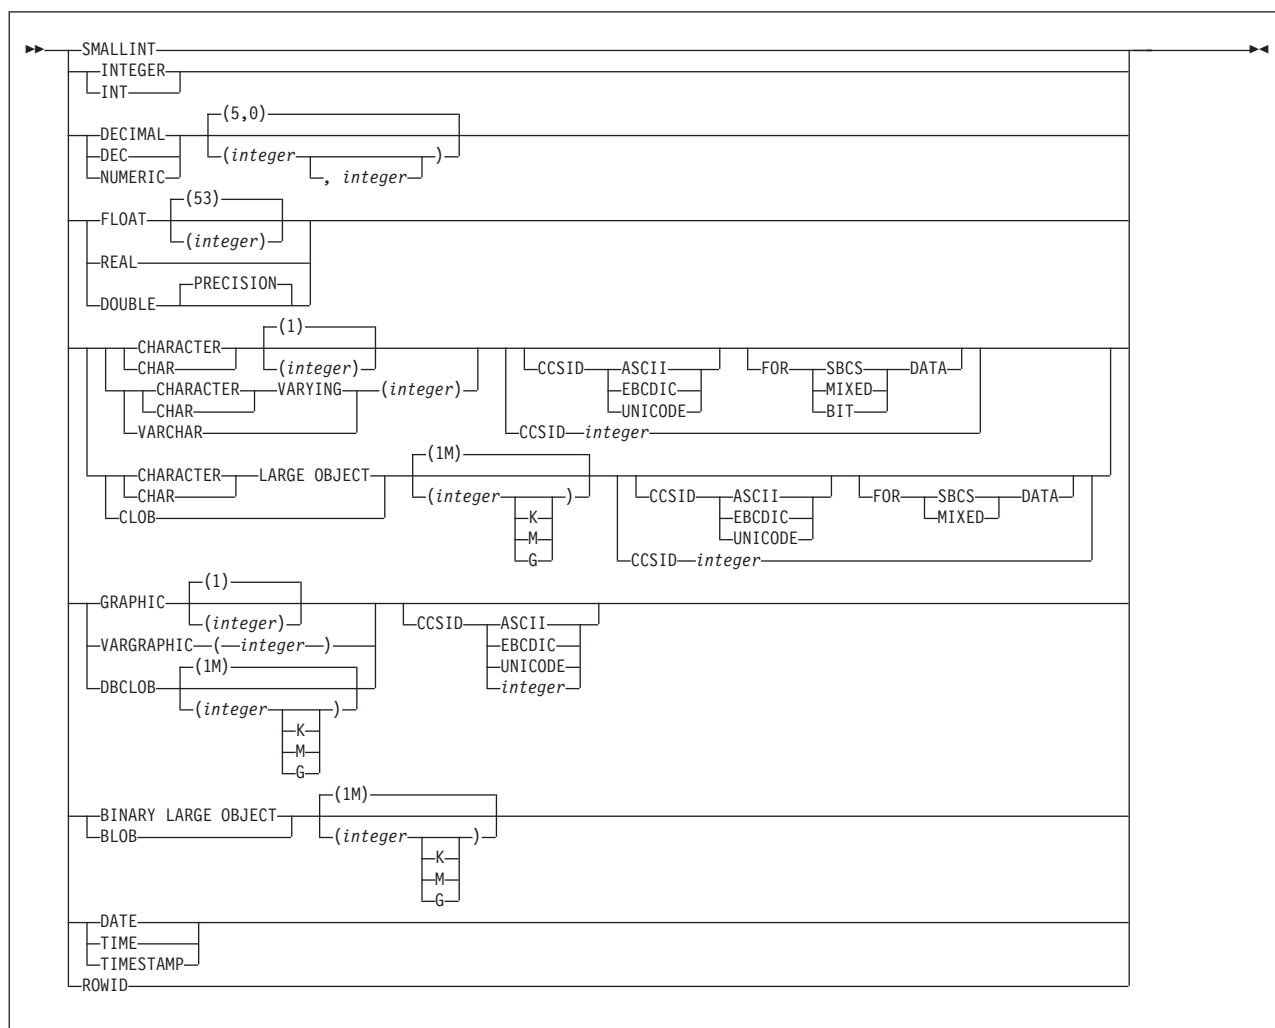 SMALLINT
INTEGER
INT
(5,0)
DECIMAL
DEC (integer )
NUMERIC , integer
(53)
FLOAT
(integer)
REAL
PRECISION
DOUBLE
(1)
CHARACTER
CHAR (integer) CCSID ASCII FOR SBCS DATA
CHARACTER VARYING (integer) EBCDIC MIXED
CHAR UNICODE BIT
VARCHAR CCSID integer
(1M)
CHARACTER LARGE OBJECT
CHAR (integer ) CCSID ASCII FOR SBCS DATA
CLOB K EBCDIC MIXED
M UNICODE
G CCSID integer
(1)
GRAPHIC
(integer) CCSID ASCII
VARGRAPHIC ( integer ) EBCDIC
(1M) UNICODE
DBCLOB integer
(integer )
K
M
G
(1M)
BINARY LARGE OBJECT
BLOB (integer )
K
M
G
DATE
TIME
TIMESTAMP
ROWID